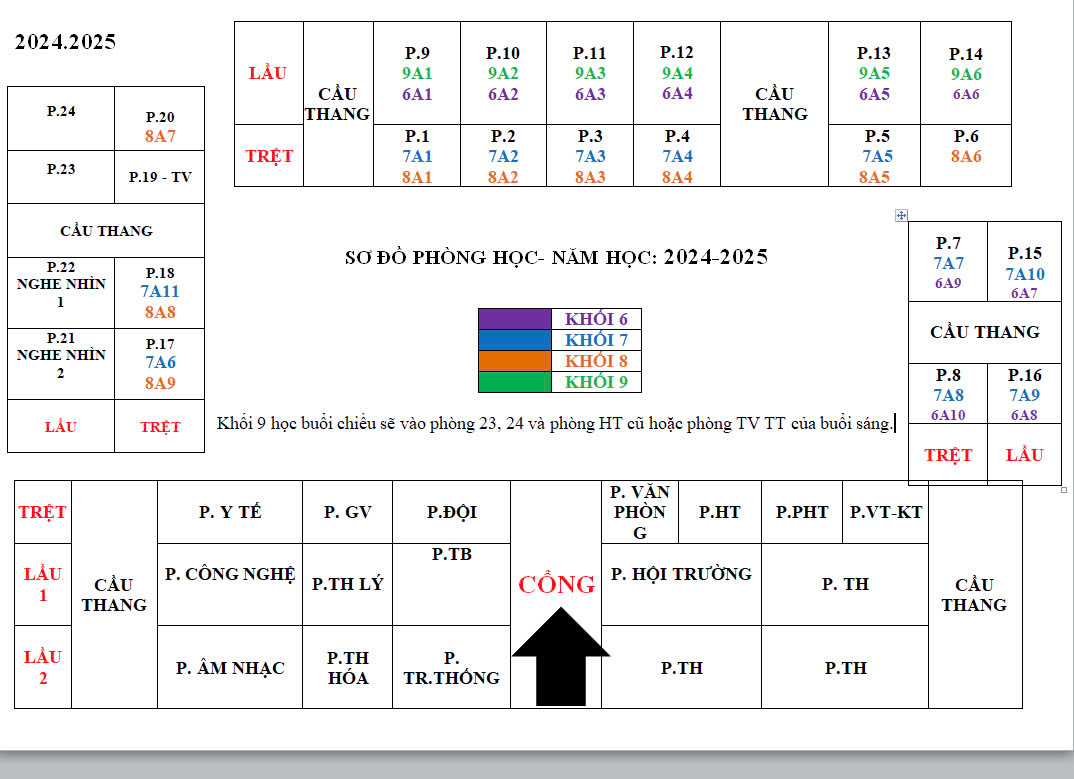 2024.2025
LẦU
CẦU
THANG
P.9
9A1
6A1
P.10
9A2
6A2
P.11
9A3
6A3
P.12
9A4
6A4
CẦU
THANG
P.13
9A5
6A5
P.14
9A6
6A6
TRỆT
P.1
7A1
8A1
P.2
7A2
8A2
P.3
7A3
8A3
P.4
7A4
8A4
P.5
7A5
8A5
P.6
8A6
P.24
P.20
8A7
P.23
P.19 - TV
CẦU THANG
P.22
NGHE NHÌN
1
P.18
7A11
8A8
P.21
NGHE NHÌN
2
P.17
7A6
8A9
LẦU
TRỆT
SƠ ĐỒ PHÒNG HỌC- NĂM HỌC: 2024-2025
KHỐI 6
KHỐI 7
KHỐI 8
KHỐI 9
Khối 9 học buổi chiều sẽ vào phòng 23, 24 và phòng HT cũ hoặc phòng TV TT của buổi sáng.
P.7
7A7
6A9
P.15
7A10
6A7
CẦU THANG
P.8
7A8
6A10
P.16
7A9
6A8
TRỆT
LẦU
TRỆT
CẦU
THANG
P. Y TẾ
P. GV
P.ĐỘI
CỔNG
P. VĂN
PHÒN
G
P.HT
P.PHT
P.VT-KT
CẦU
THANG
LẦU
1
P. CÔNG NGHỆ
P.TH LÝ
P.TB
P. HỘI TRƯỜNG
P. TH
LẦU
2
P. ÂM NHẠC
P.TH
HÓA
P.
TR.THỐNG
P.TH
P.TH